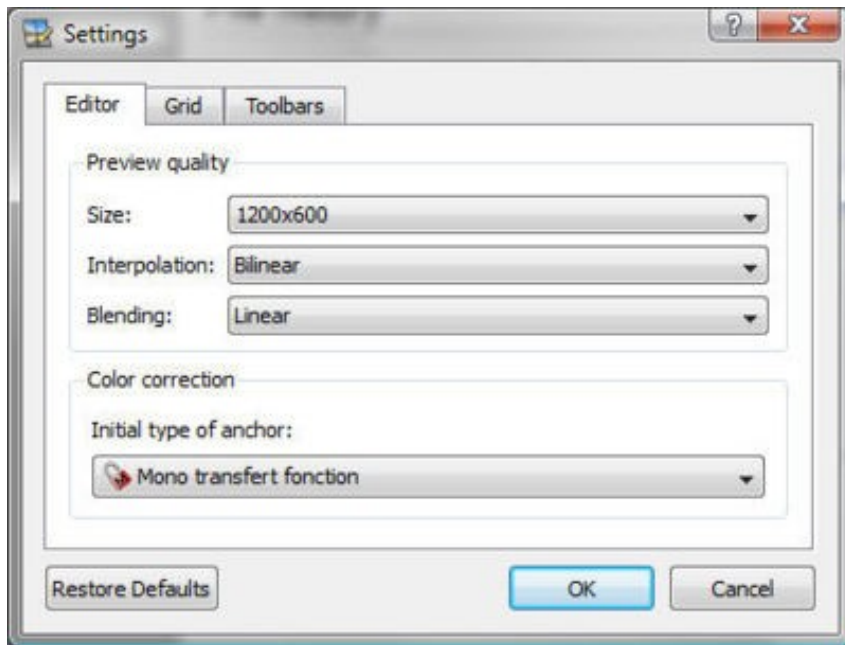 Settings
Editor Grid Toolbars
Preview quality
Size: 1200x600
Interpolation: Bilinear
Blending: Linear
Color correction
Initial type of anchor:
Mono transfert fonction
Restore Defaults OK Cancel